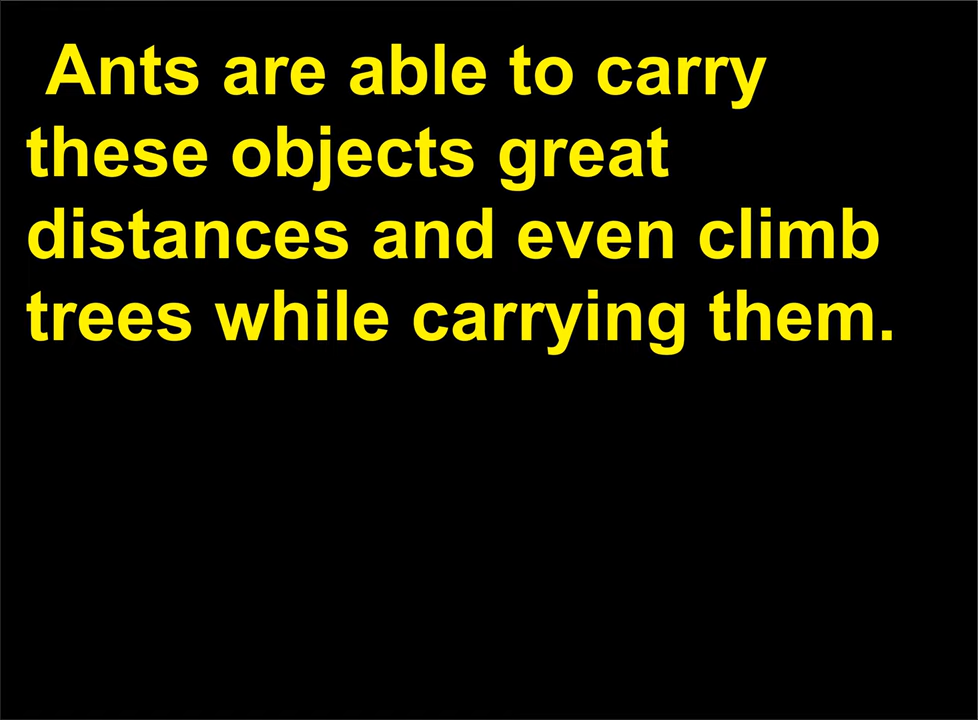 Ants are able to carry
these objects great
distances and even climb
trees while carrying them.